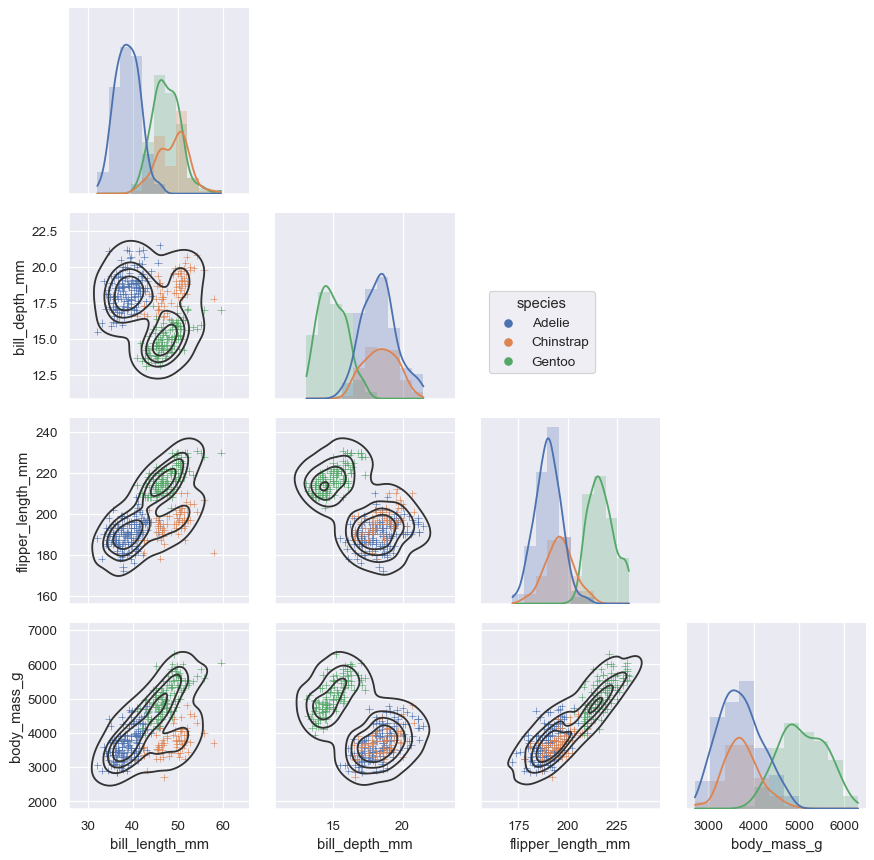 22.5
20.0
17.5
15.0
12.5
bill_depth_mm
species
Adelie
Chinstrap
Gentoo
240
220
200
180
160
flipper_length_mm
7000
6000
5000
4000
3000
2000
body_mass_g
30 40 50 60 15 20 175 200 225 3000 4000 5000 6000
bill_length_mm bill_depth_mm flipper_length_mm body_mass_g